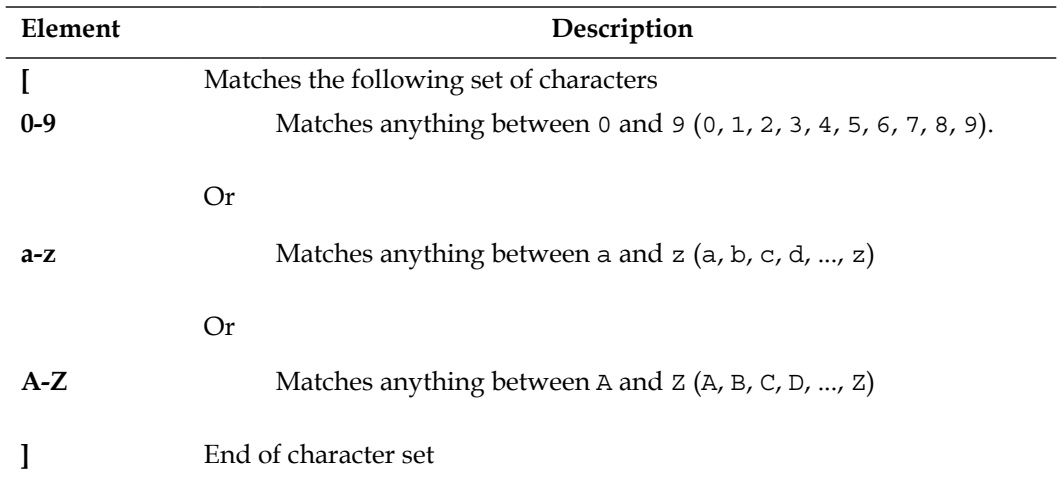 Element Description
[ Matches the following set of characters
0-9 Matches anything between 0 and 9 (0, 1, 2, 3, 4, 5, 6, 7, 8, 9).
Or
a-z Matches anything between a and z (a, b, c, d, ..., z)
Or
A-Z Matches anything between A and Z (A, B, C, D, ..., Z)
] End of character set